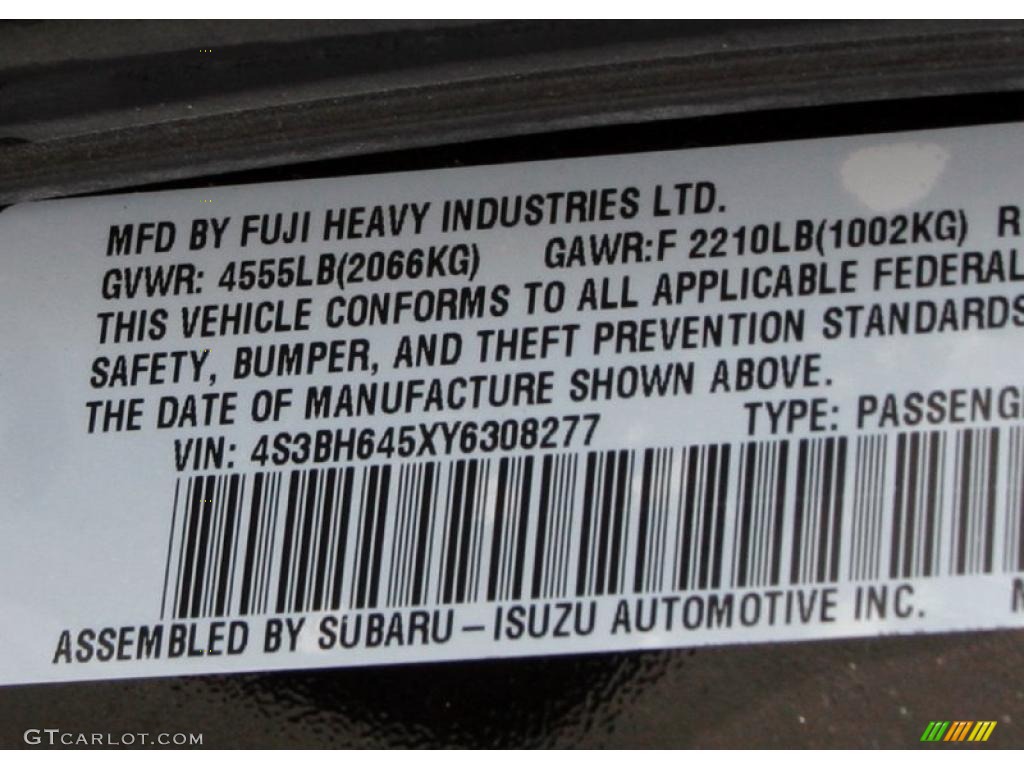 MFD BY FUJI HEAVY INDUSTRIES LTD.
GVWR: 4555LB(2066KG) GAWR:F 2210LB(1002KG) R
THIS VEHICLE CONFORMS TO ALL APPLICABLE FEDERAL
SAFETY, BUMPER, AND THEFT PREVENTION STANDARDS
THE DATE OF MANUFACTURE SHOWN ABOVE.
VIN: 4S3BH645XY6308277 TYPE: PASSENG
ASSEMBLED BY SUBARU – ISUZU AUTOMOTIVE INC.
GTCARLOT.COM